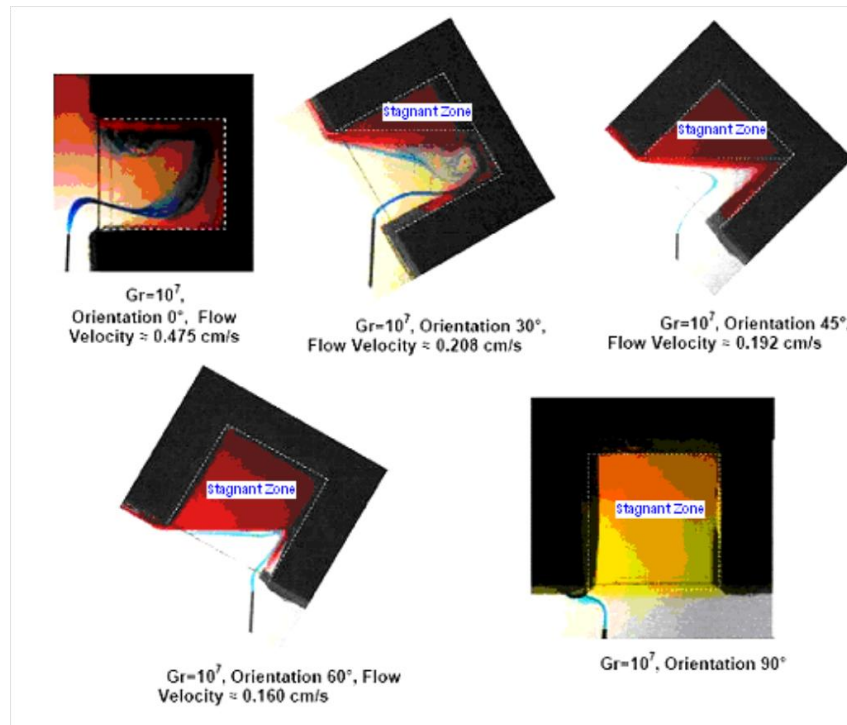 Stagnant Zone
Stagnant Zone
Gr=10⁷,
Orientation 0°, Flow
Velocity ≈ 0.475 cm/s
Gr=10⁷, Orientation 30°,
Flow Velocity ≈ 0.208 cm/s
Gr=10⁷, Orientation 45°,
Flow Velocity ≈ 0.192 cm/s
Stagnant Zone
Stagnant Zone
Gr=10⁷, Orientation 60°, Flow
Velocity ≈ 0.160 cm/s
Gr=10⁷, Orientation 90°